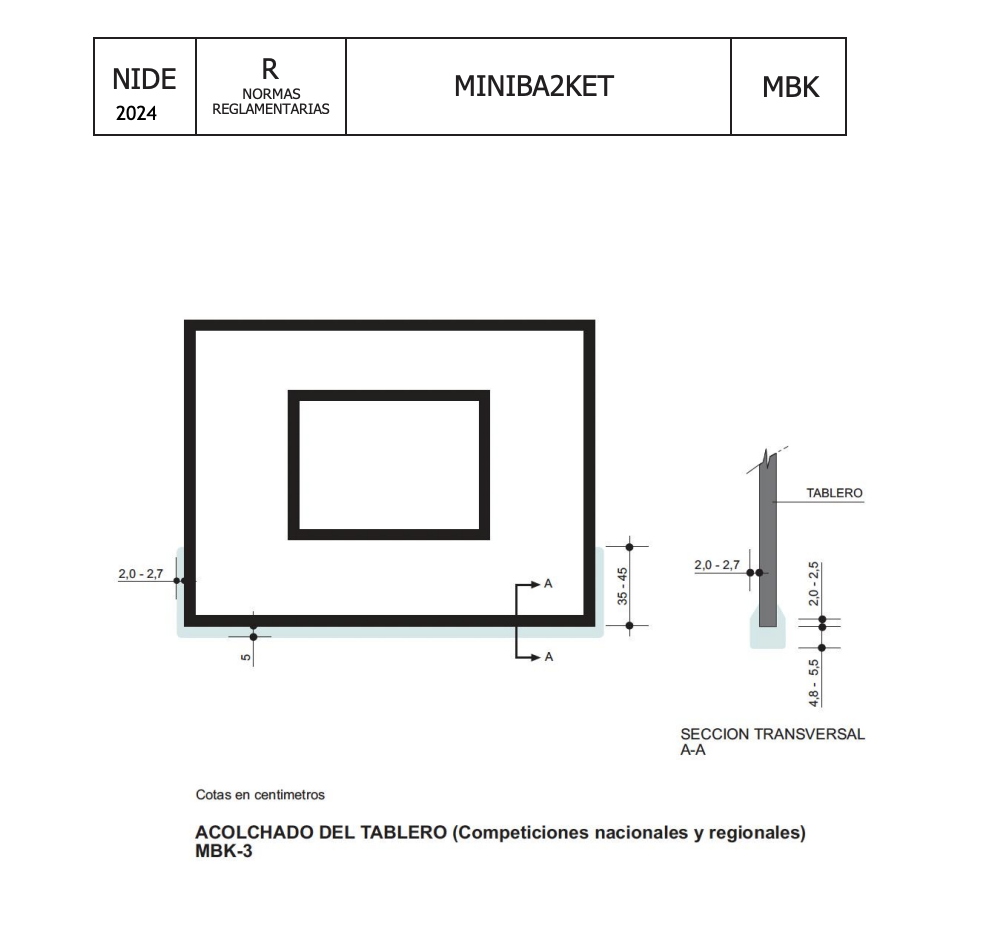 NIDE
2024
R
NORMAS
REGLAMENTARIAS
MINIBA2KET
MBK
TABLERO
2,0 - 2,7
2,0 - 2,7
A
A
35 - 45
5
2,0 - 2,5
4,8 - 5,5
SECCION TRANSVERSAL
A-A
Cotas en centimetros
ACOLCHADO DEL TABLERO (Competiciones nacionales y regionales)
MBK-3